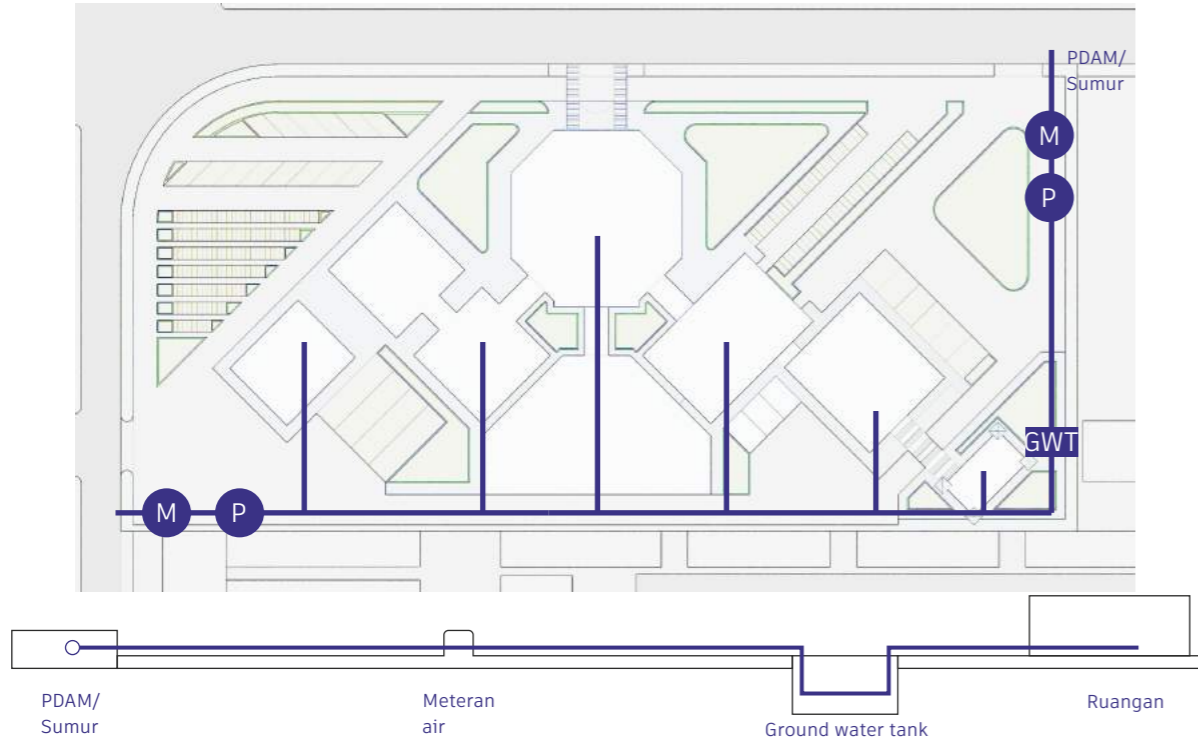 PDAM/
Sumur
M
P
GWT
M
P
PDAM/
Sumur
Meteran
air
Ground water tank
Ruangan